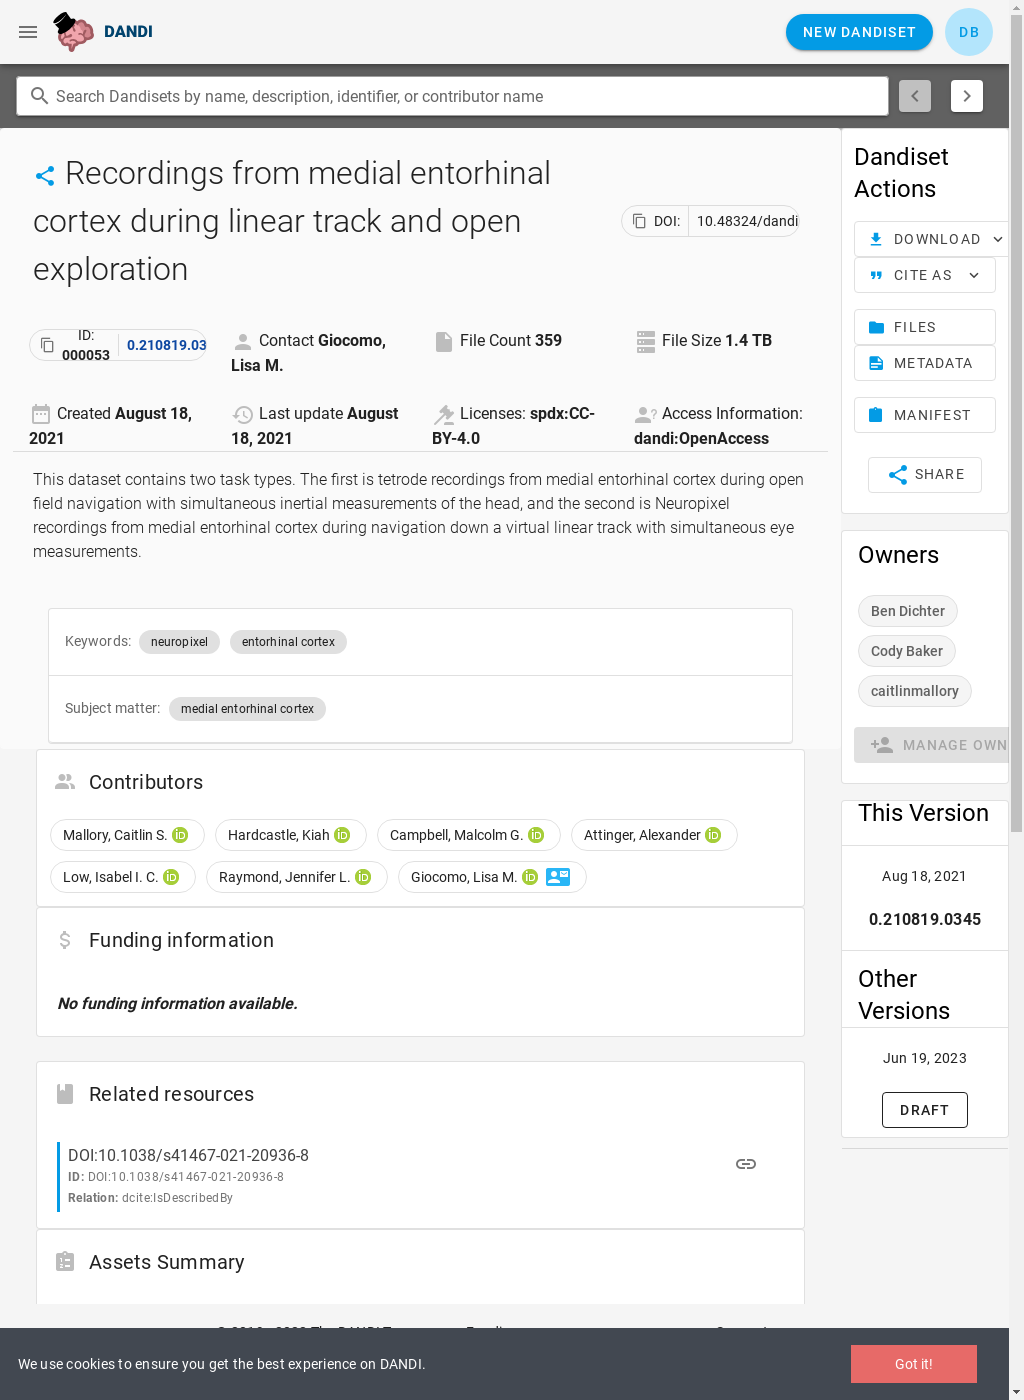 DANDI
NEW DANDISET
DB
Search Dandisets by name, description, identifier, or contributor name
Recordings from medial entorhinal
cortex during linear track and open
exploration
DOI:
10.48324/dandi
ID:
000053
0.210819.03
Contact Giocomo,
Lisa M.
File Count 359
File Size 1.4 TB
Created August 18,
2021
Last update August
18, 2021
Licenses: spdx:CC-
BY-4.0
Access Information:
dandi:OpenAccess
This dataset contains two task types. The first is tetrode recordings from medial entorhinal cortex during open
field navigation with simultaneous inertial measurements of the head, and the second is Neuropixel
recordings from medial entorhinal cortex during navigation down a virtual linear track with simultaneous eye
measurements.
Keywords:
neuropixel
entorhinal cortex
Subject matter:
medial entorhinal cortex
Contributors
Mallory, Caitlin S. iD
Hardcastle, Kiah iD
Campbell, Malcolm G. iD
Attinger, Alexander iD
Low, Isabel I. C. iD
Raymond, Jennifer L. iD
Giocomo, Lisa M. iD
Funding information
No funding information available.
Related resources
DOI:10.1038/s41467-021-20936-8
ID: DOI:10.1038/s41467-021-20936-8
Relation: dcite:IsDescribedBy
Assets Summary
Dandiset
Actions
DOWNLOAD
CITE AS
FILES
METADATA
MANIFEST
SHARE
Owners
Ben Dichter
Cody Baker
caitlinmallory
MANAGE OWN
This Version
Aug 18, 2021
0.210819.0345
Other
Versions
Jun 19, 2023
DRAFT
We use cookies to ensure you get the best experience on DANDI.
Got it!